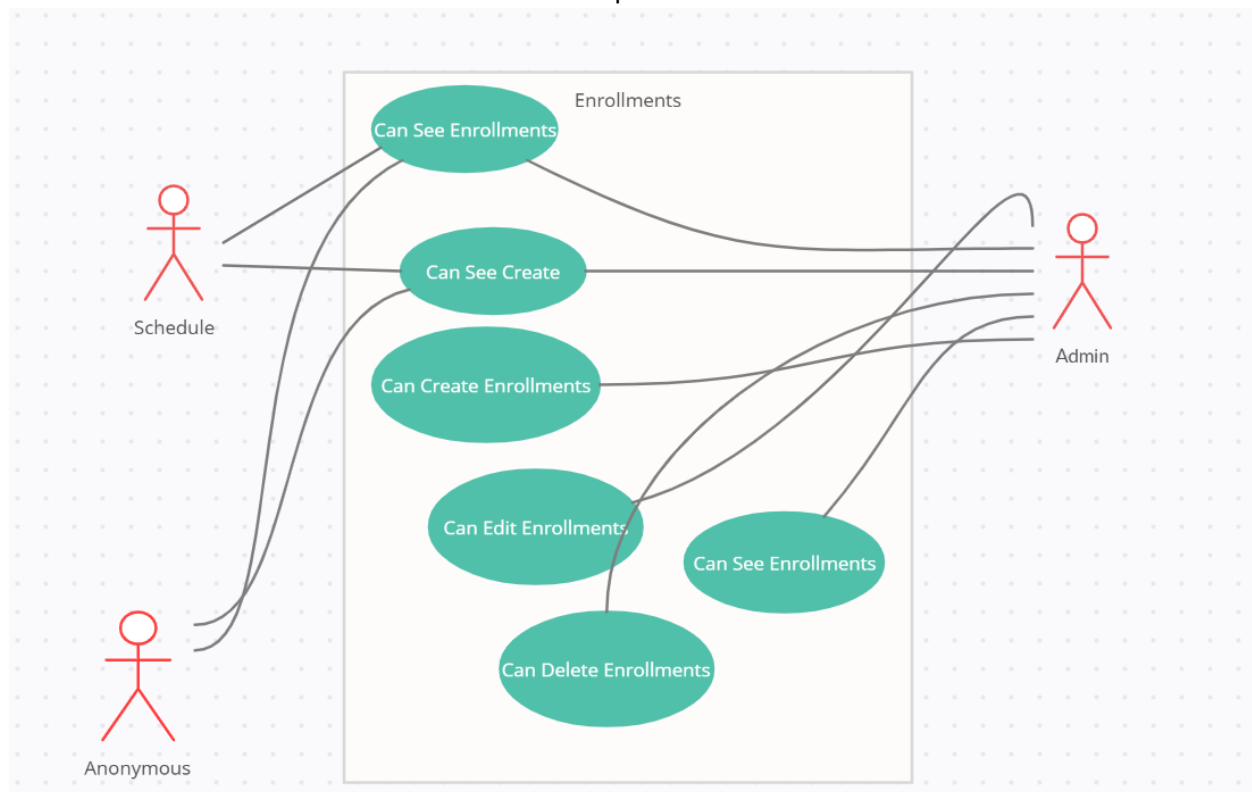 Enrollments
Can See Enrollments
Can See Create
Schedule
Admin
Can Create Enrollments
Can Edit Enrollments
Can See Enrollments
Can Delete Enrollments
Anonymous